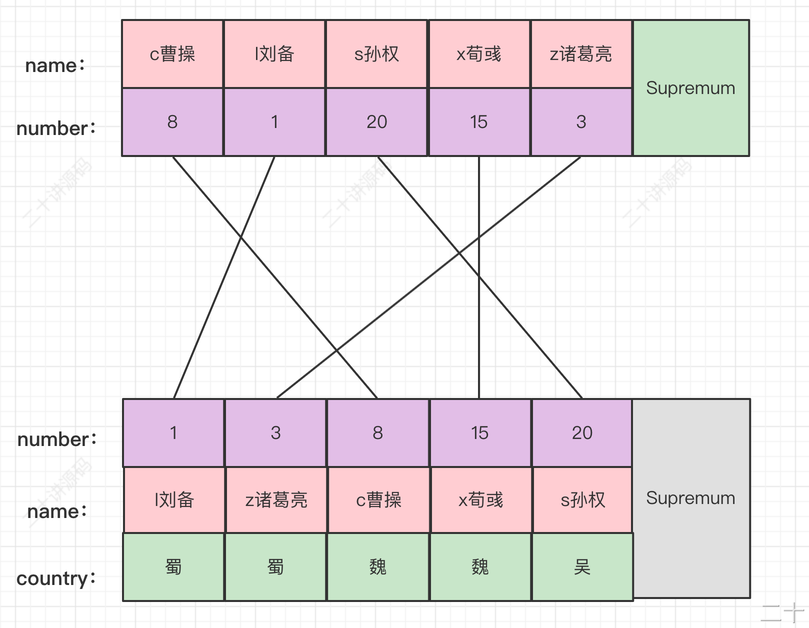 name: c曹操 l刘备 s孙权 x荀彧 z诸葛亮 Supremum
number: 8 1 20 15 3
二十讲源码 二十讲源码 二十讲源码
number: 1 3 8 15 20
二十讲源码
name: l刘备 z诸葛亮 c曹操 x荀彧 s孙权 Supremum
country: 蜀 蜀 魏 魏 吴
二十